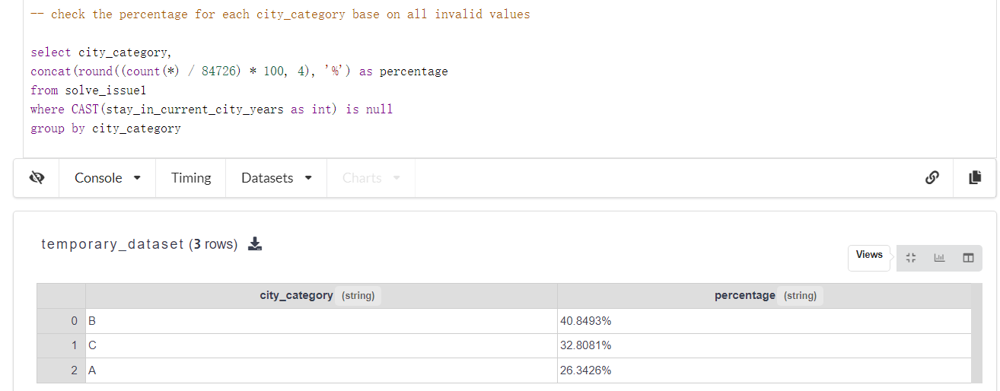 -- check the percentage for each city_category base on all invalid values
select city_category,
concat(round((count(*) / 84726) * 100, 4), '%') as percentage
from solve_issue1
where CAST(stay_in_current_city_years as int) is null
group by city_category
Console Timing Datasets Charts
temporary_dataset (3 rows)
Views
city_category (string) percentage (string)
0 B 40.8493%
1 C 32.8081%
2 A 26.3426%